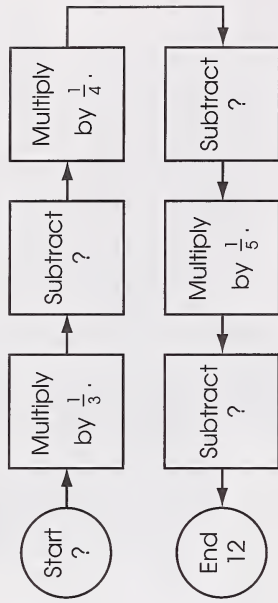 Start
?
Multiply
by 1/3.
Subtract
?
Multiply
by 1/4.
Subtract
?
Multiply
by 1/5.
Subtract
?
End
12